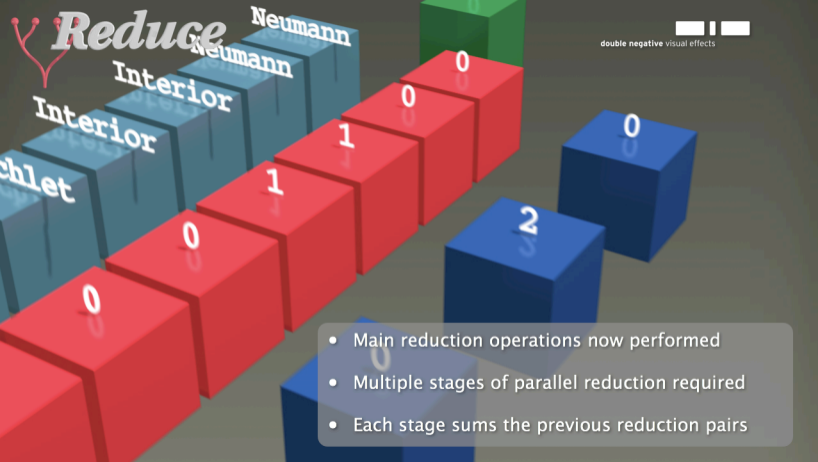 Reduce
Neumann
Neumann
Interior
Interior
chlet
0
0
0
1
1
0
0
0
2
0
double negative visual effects
Main reduction operations now performed
Multiple stages of parallel reduction required
Each stage sums the previous reduction pairs